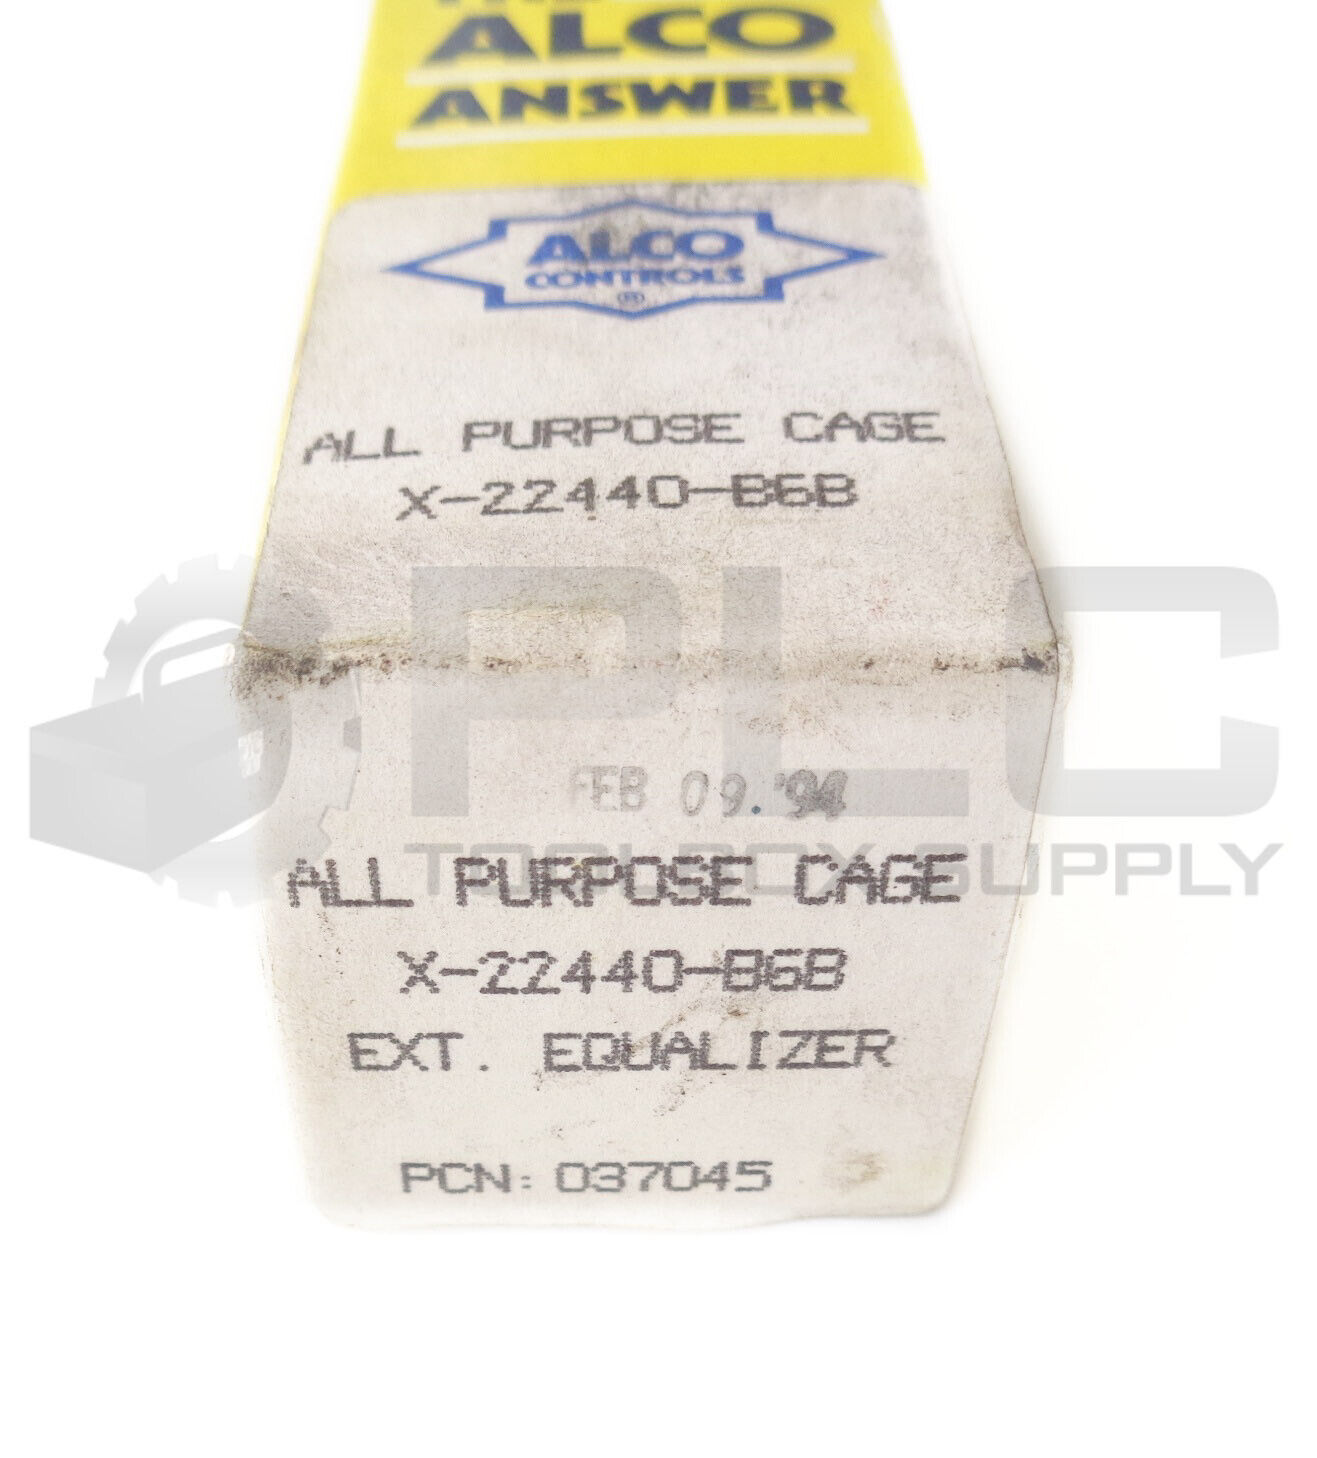 ALCO
ANSWER
ALCO
CONTROLS
®
ALL PURPOSE CAGE
X-22440-B6B
PLC
TOOLBOX SUPPLY
FEB 09.'94
ALL PURPOSE CAGE
X-22440-B6B
EXT. EQUALIZER
PCN: 037045